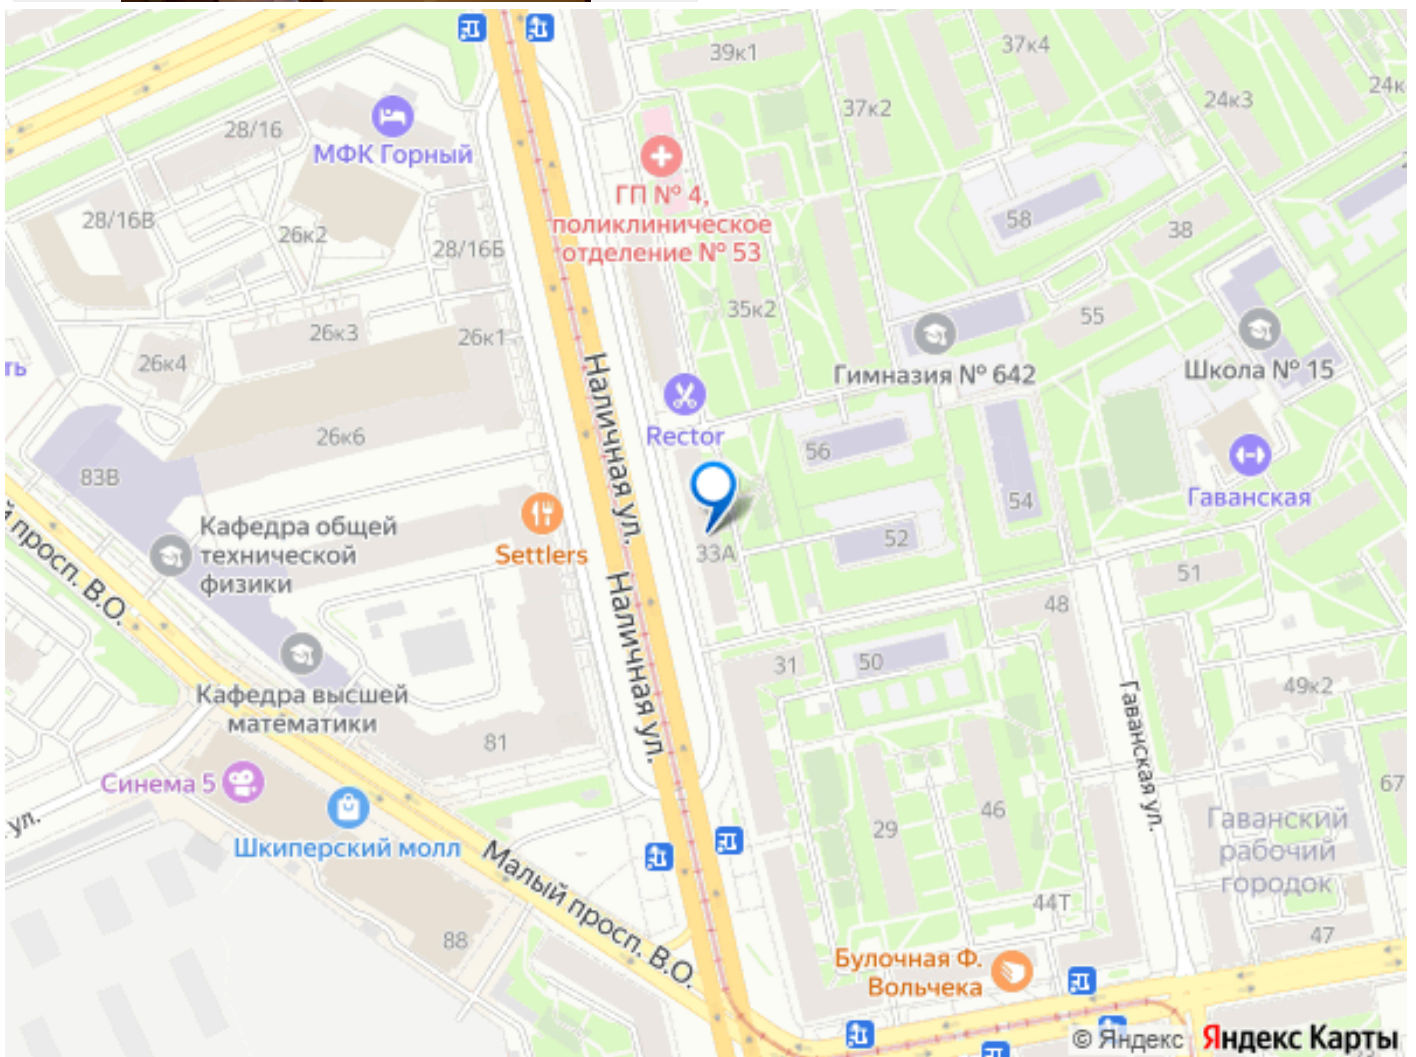 39к1
37к4
24к
37к2
24к3
28/16
МФК Горный
ГП № 4,
поликлиническое
отделение № 53
58
38
28/16В
26к2
28/16Б
35к2
55
26к3
26к1
26к4
ть
Гимназия № 642
Школа № 15
Наличная ул.
Rector
26к6
56
83В
54
Гаванская
Кафедра общей
технической
физики
Settlers
33А
52
й просп. В.О.
51
Наличная ул.
48
31
50
49к2
Кафедра высшей
математики
81
Гаванская ул.
Синема 5
67
ул.
Шкиперский молл
Малый просп. В.О.
29
46
Гаванский
рабочий
городок
44Т
88
47
Булочная Ф.
Вольчека
© Яндекс Яндекс Карты